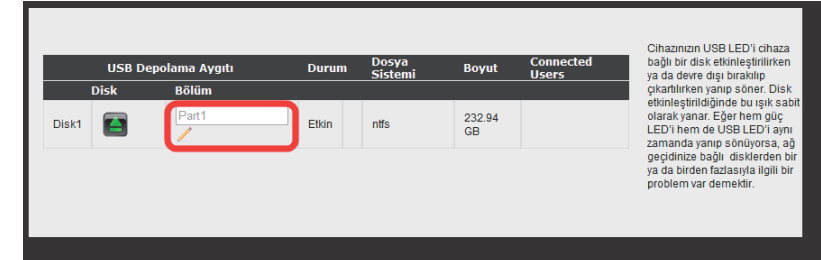 USB Depolama Aygıtı Durum Dosya Sistemi Boyut Connected Users
Disk Bölüm
Disk1 Part1 Etkin ntfs 232.94 GB
Cihazınızın USB LED'i cihaza
bağlı bir disk etkinleştirilirken
ya da devre dışı bırakılıp
çıkartılırken yanıp söner. Disk
etkinleştirildiğinde bu ışık sabit
olarak yanar. Eğer hem güç
LED'i hem de USB LED'i aynı
zamanda yanıp sönüyorsa, ağ
geçidinize bağlı disklerden bir
ya da birden fazlasıyla ilgili bir
problem var demektir.